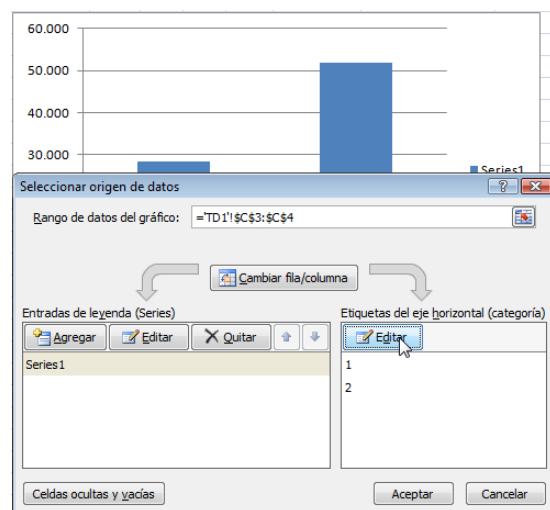 60.000
50.000
40.000
30.000
Series1
Seleccionar origen de datos
Rango de datos del gráfico: ='TD1'!$C$3:$C$4
Cambiar fila/columna
Entradas de leyenda (Series)
Etiquetas del eje horizontal (categoría)
Agregar Editar Quitar
Editar
Series1
1
2
Celdas ocultas y vacías
Aceptar Cancelar